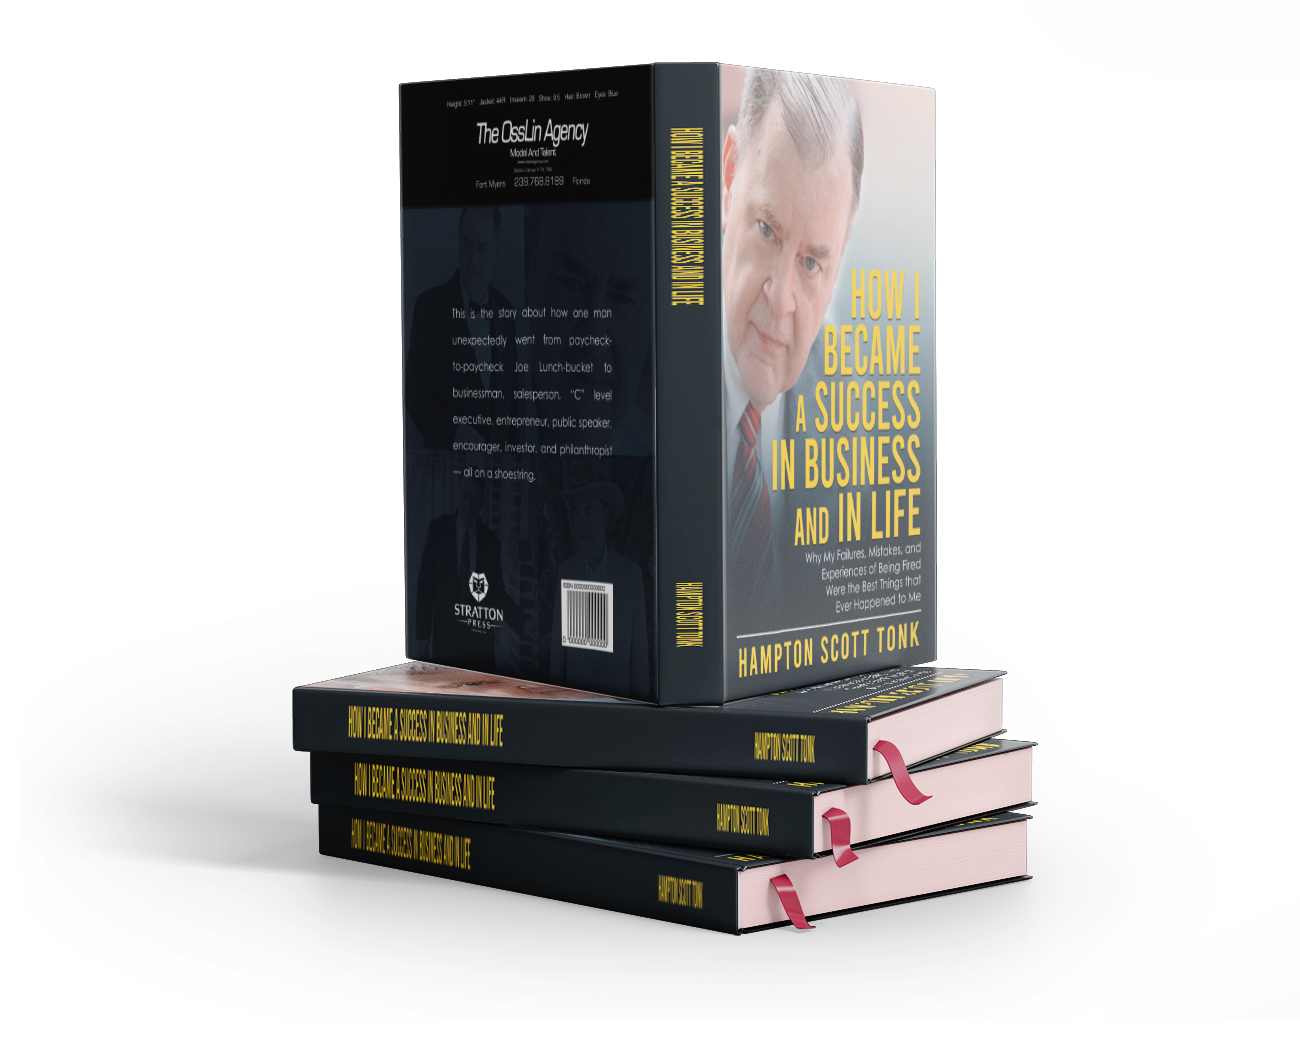 Height: 5'11" Jacket: 44R Inseam: 28 Shoe: 9.5 Hair: Brown Eyes: Blue
The OssLin Agency
Model And Talent
Fort Myers 239.768.8189 Florida
This is the story about how one man
unexpectedly went from paycheck-
to-paycheck Joe Lunch-bucket to
businessman, salesperson, "C" level
executive, entrepreneur, public speaker,
encourager, investor, and philanthropist
— all on a shoestring.
STRATTON
PRESS
ISBN 0000000000000
0 000000 000000
HOW I BECAME A SUCCESS IN BUSINESS AND IN LIFE
HAMPTON SCOTT TONK
HOW I
BECAME
A SUCCESS
IN BUSINESS
AND IN LIFE
Why My Failures, Mistakes, and
Experiences of Being Fired
Were the Best Things that
Ever Happened to Me
HAMPTON SCOTT TONK
HOW I BECAME A SUCCESS IN BUSINESS AND IN LIFE HAMPTON SCOTT TONK
HOW I BECAME A SUCCESS IN BUSINESS AND IN LIFE HAMPTON SCOTT TONK
HOW I BECAME A SUCCESS IN BUSINESS AND IN LIFE HAMPTON SCOTT TONK